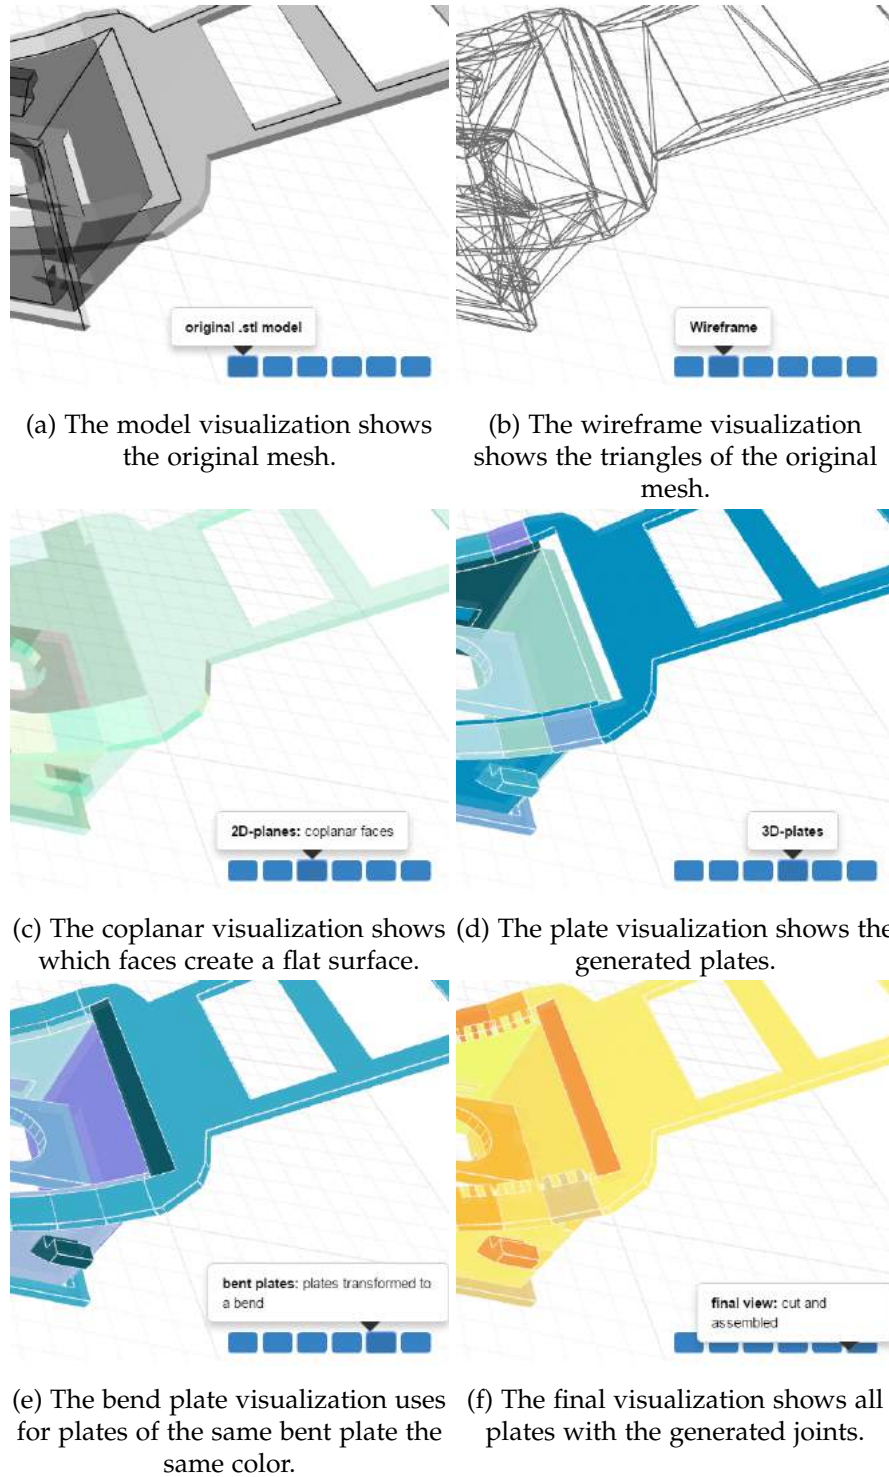 original .stl model
Wireframe
(a) The model visualization shows
the original mesh.
(b) The wireframe visualization
shows the triangles of the original
mesh.
2D-planes: coplanar faces
3D-plates
(c) The coplanar visualization shows
which faces create a flat surface.
(d) The plate visualization shows the
generated plates.
bent plates: plates transformed to
a bend
final view: cut and
assembled
(e) The bend plate visualization uses
for plates of the same bent plate the
same color.
(f) The final visualization shows all
plates with the generated joints.